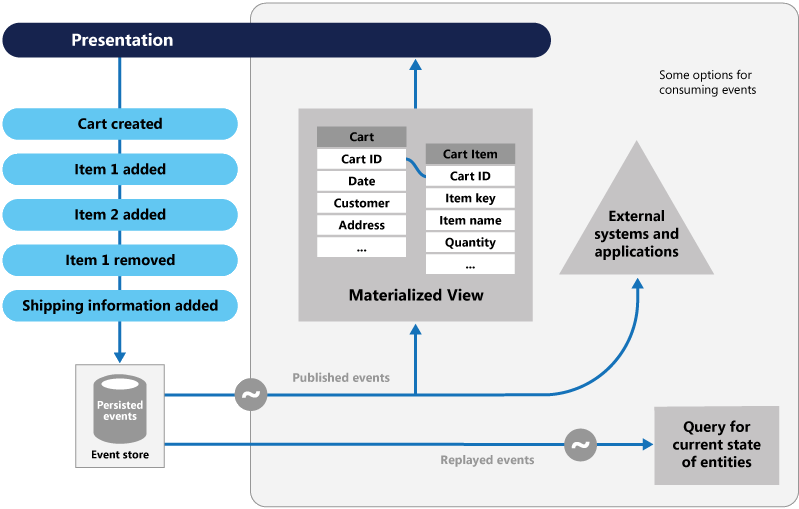 Presentation
Some options for
consuming events
Cart created
Item 1 added
Item 2 added
Item 1 removed
Shipping information added
Cart
Cart ID
Date
Customer
Address
...
Cart Item
Cart ID
Item key
Item name
Quantity
...
Materialized View
External
systems and
applications
Persisted
events
Event store
Published events
~
Replayed events
~
Query for
current state
of entities